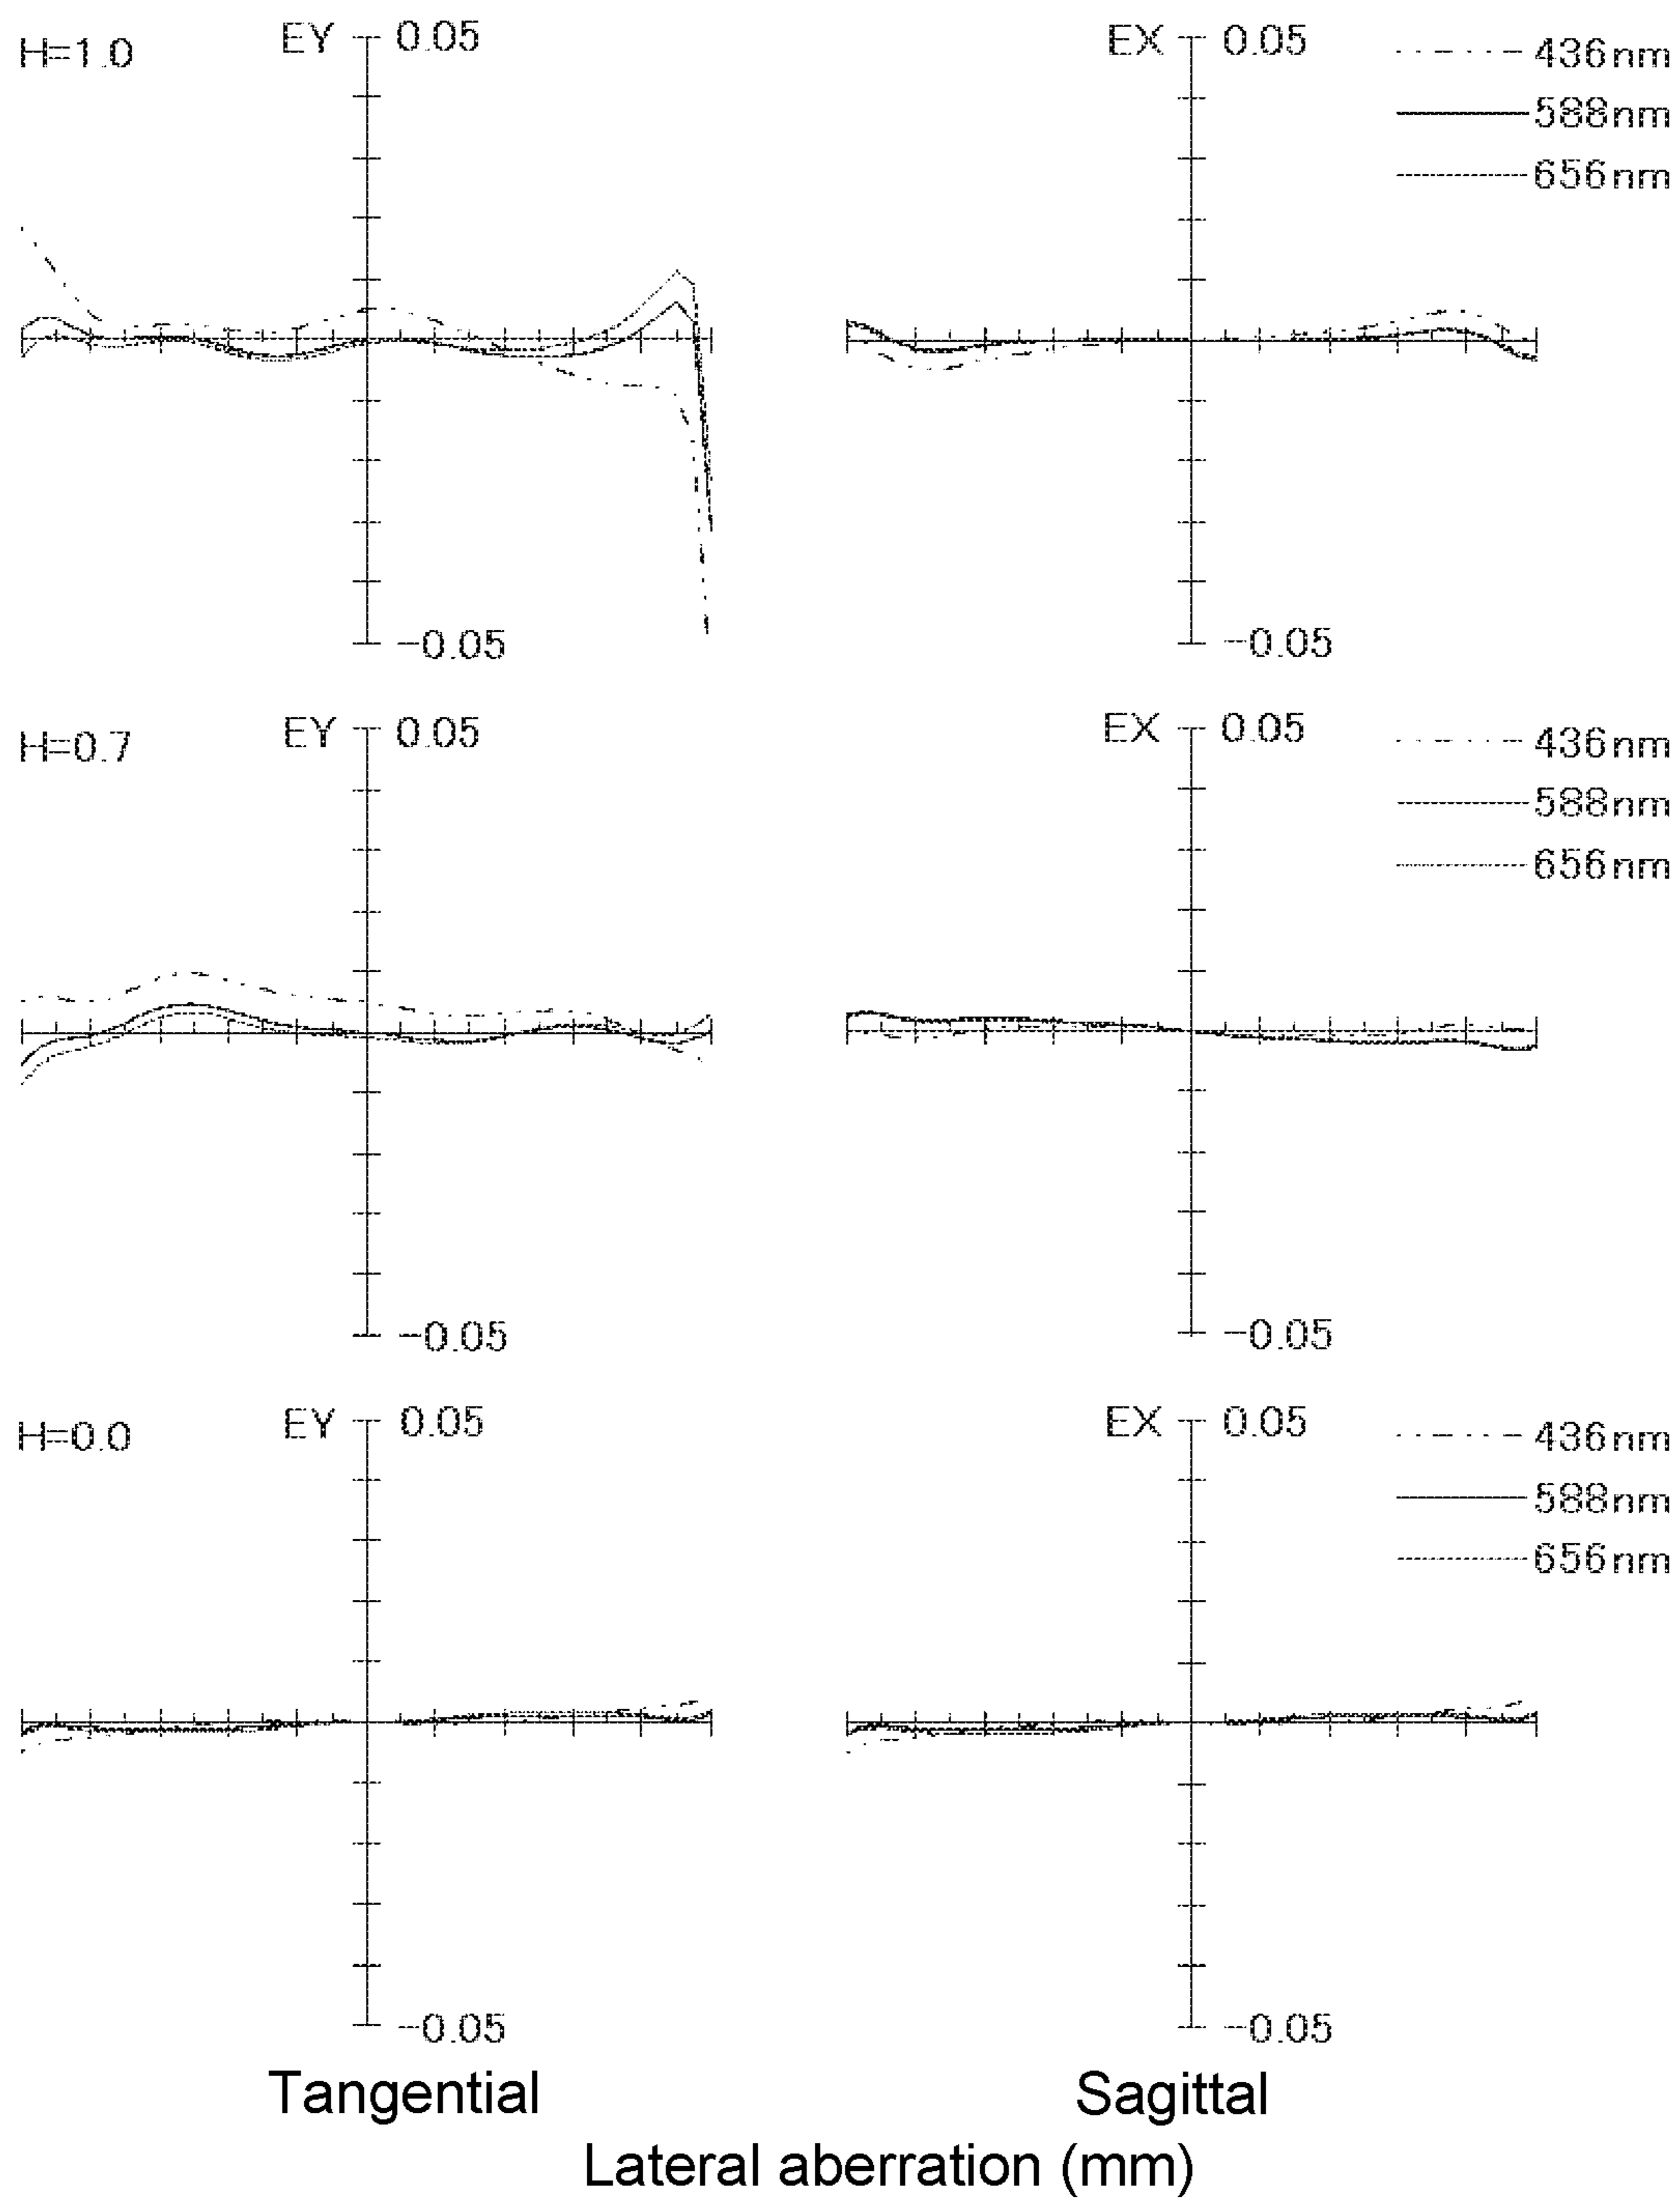 H=1.0 EY 0.05 EX 0.05 436nm
588nm
656nm
-0.05 -0.05
H=0.7 EY 0.05 EX 0.05 436nm
588nm
656nm
-0.05 -0.05
H=0.0 EY 0.05 EX 0.05 436nm
588nm
656nm
-0.05 -0.05
Tangential Sagittal
Lateral aberration (mm)